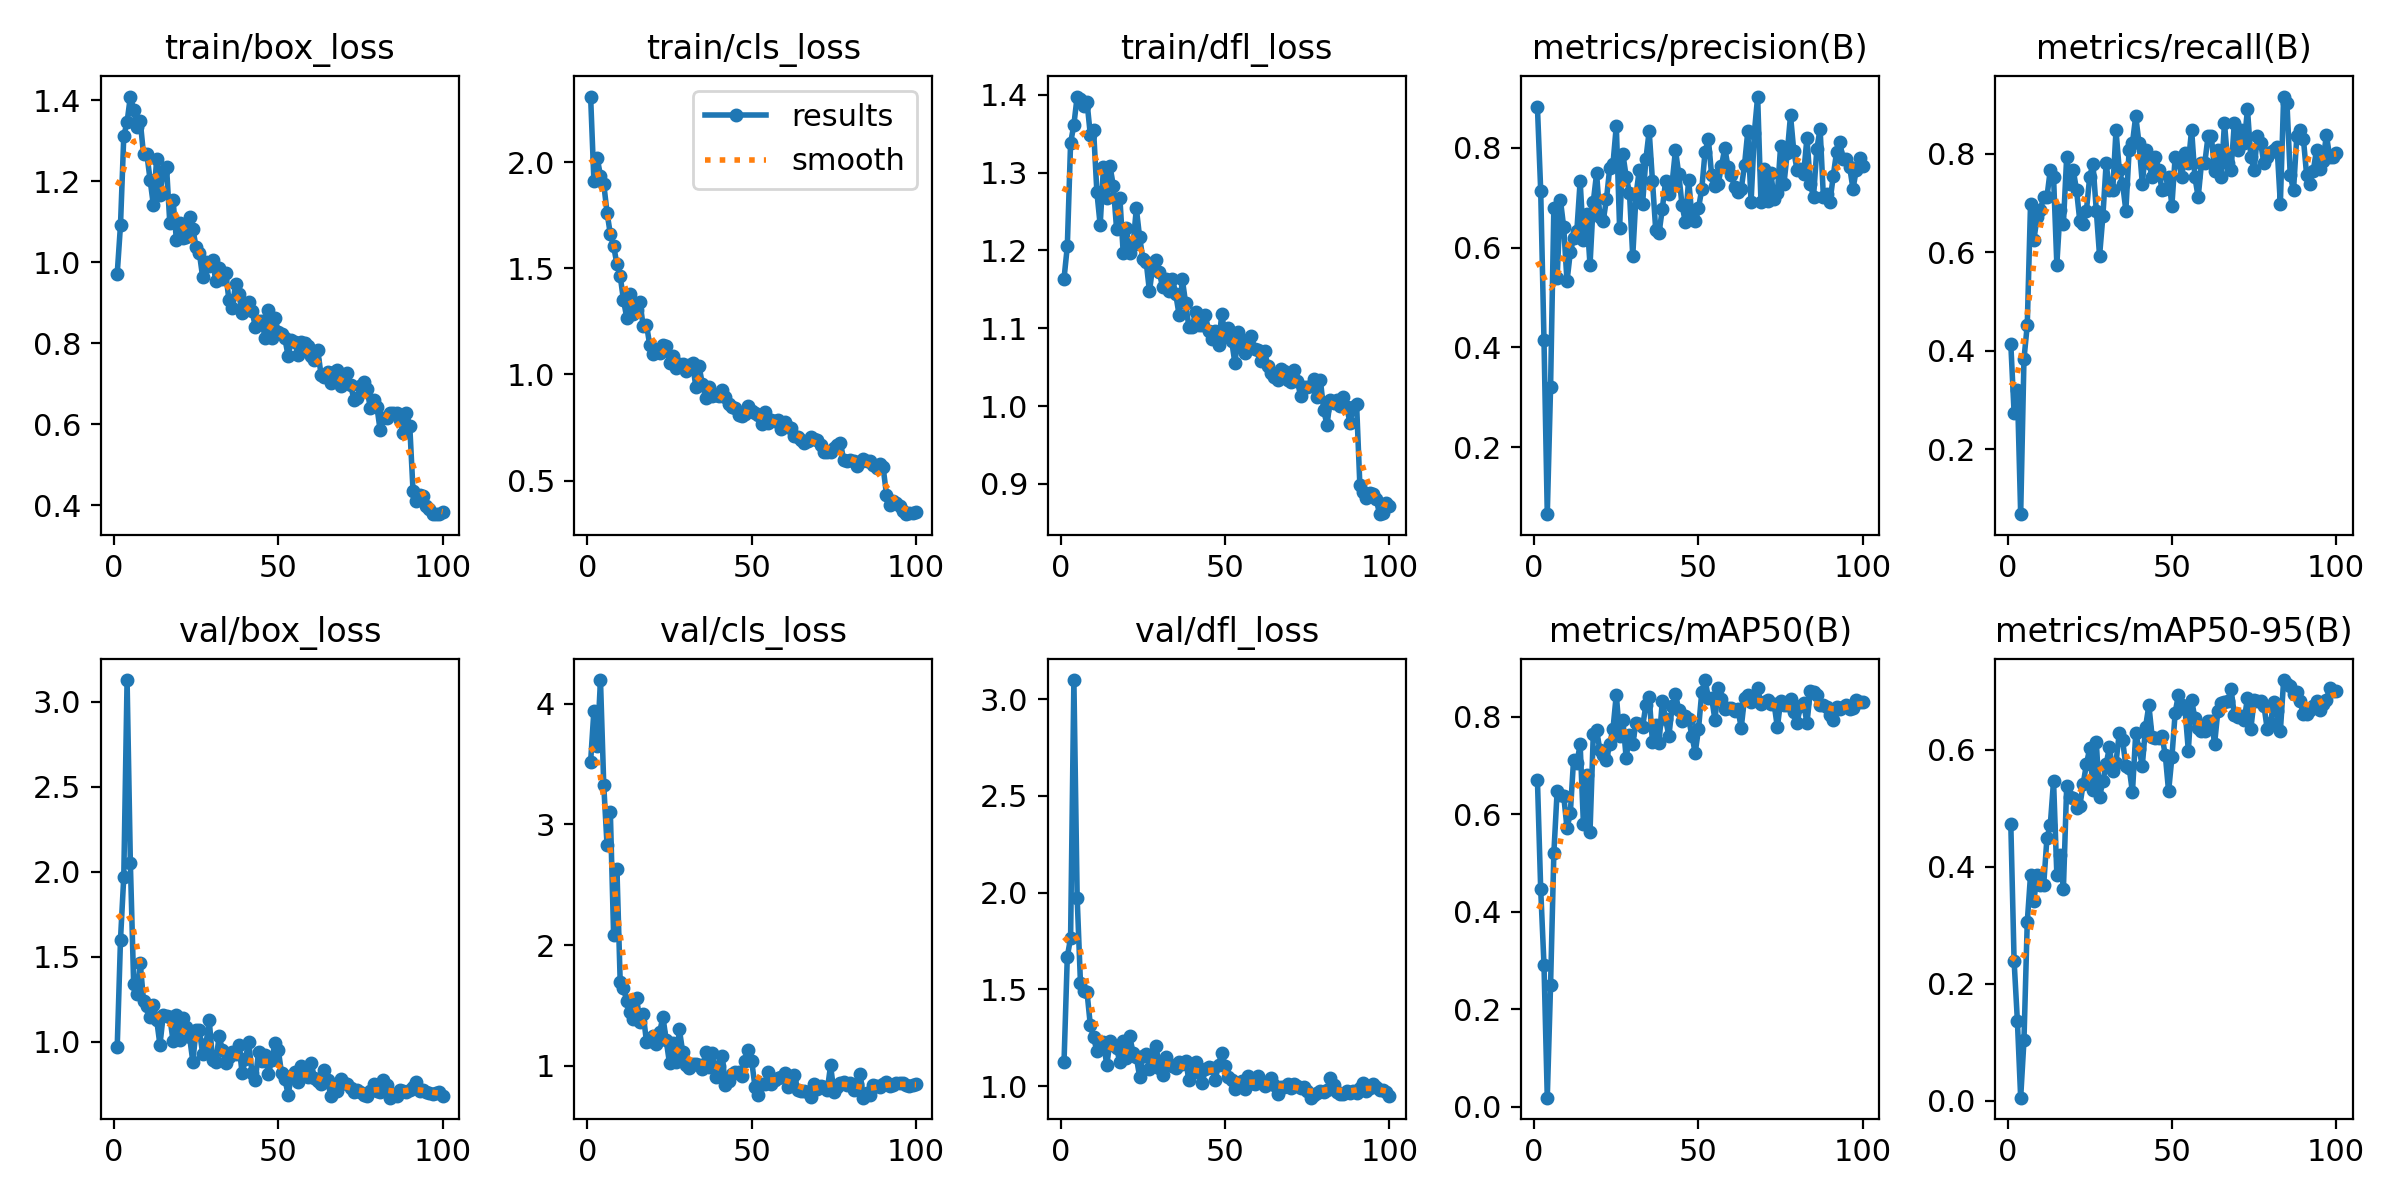 train/box_loss
train/cls_loss
train/dfl_loss
metrics/precision(B)
metrics/recall(B)
results
smooth
1.4
1.2
1.0
0.8
0.6
0.4
0 50 100
2.0
1.5
1.0
0.5
0 50 100
1.4
1.3
1.2
1.1
1.0
0.9
0 50 100
0.8
0.6
0.4
0.2
0 50 100
0.8
0.6
0.4
0.2
0 50 100
val/box_loss
val/cls_loss
val/dfl_loss
metrics/mAP50(B)
metrics/mAP50-95(B)
3.0
2.5
2.0
1.5
1.0
0 50 100
4
3
2
1
0 50 100
3.0
2.5
2.0
1.5
1.0
0 50 100
0.8
0.6
0.4
0.2
0.0
0 50 100
0.6
0.4
0.2
0.0
0 50 100